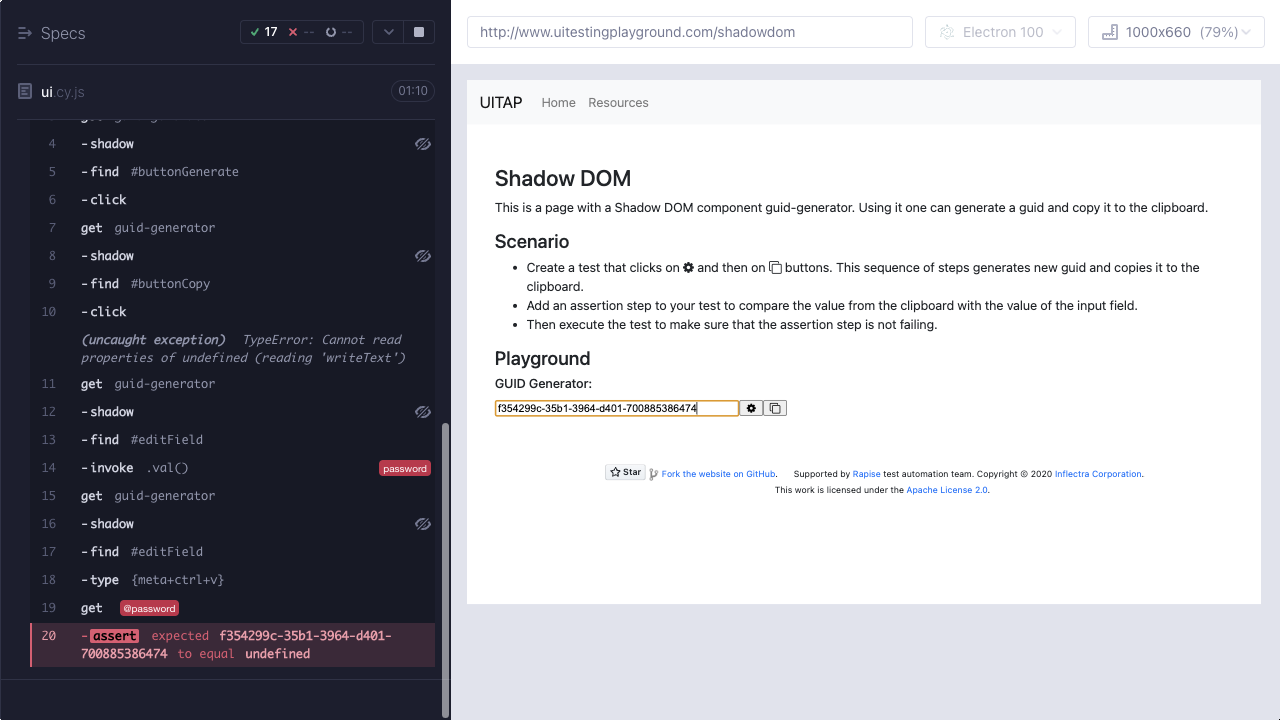 Specs
17
--
--
ui.cy.js
01:10
4 -shadow
5 -find #buttonGenerate
6 -click
7 get guid-generator
8 -shadow
9 -find #buttonCopy
10 -click
(uncaught exception) TypeError: Cannot read
properties of undefined (reading 'writeText')
11 get guid-generator
12 -shadow
13 -find #editField
14 -invoke .val() password
15 get guid-generator
16 -shadow
17 -find #editField
18 -type {meta+ctrl+v}
19 get @password
20 -assert expected f354299c-35b1-3964-d401-
700885386474 to equal undefined
http://www.uitestingplayground.com/shadowdom
Electron 100
1000x660 (79%)
UITAP Home Resources
Shadow DOM
This is a page with a Shadow DOM component guid-generator. Using it one can generate a guid and copy it to the clipboard.
Scenario
• Create a test that clicks on and then on buttons. This sequence of steps generates new guid and copies it to the
clipboard.
• Add an assertion step to your test to compare the value from the clipboard with the value of the input field.
• Then execute the test to make sure that the assertion step is not failing.
Playground
GUID Generator:
f354299c-35b1-3964-d401-700885386474
Star Fork the website on GitHub. Supported by Rapise test automation team. Copyright © 2020 Inflectra Corporation.
This work is licensed under the Apache License 2.0.